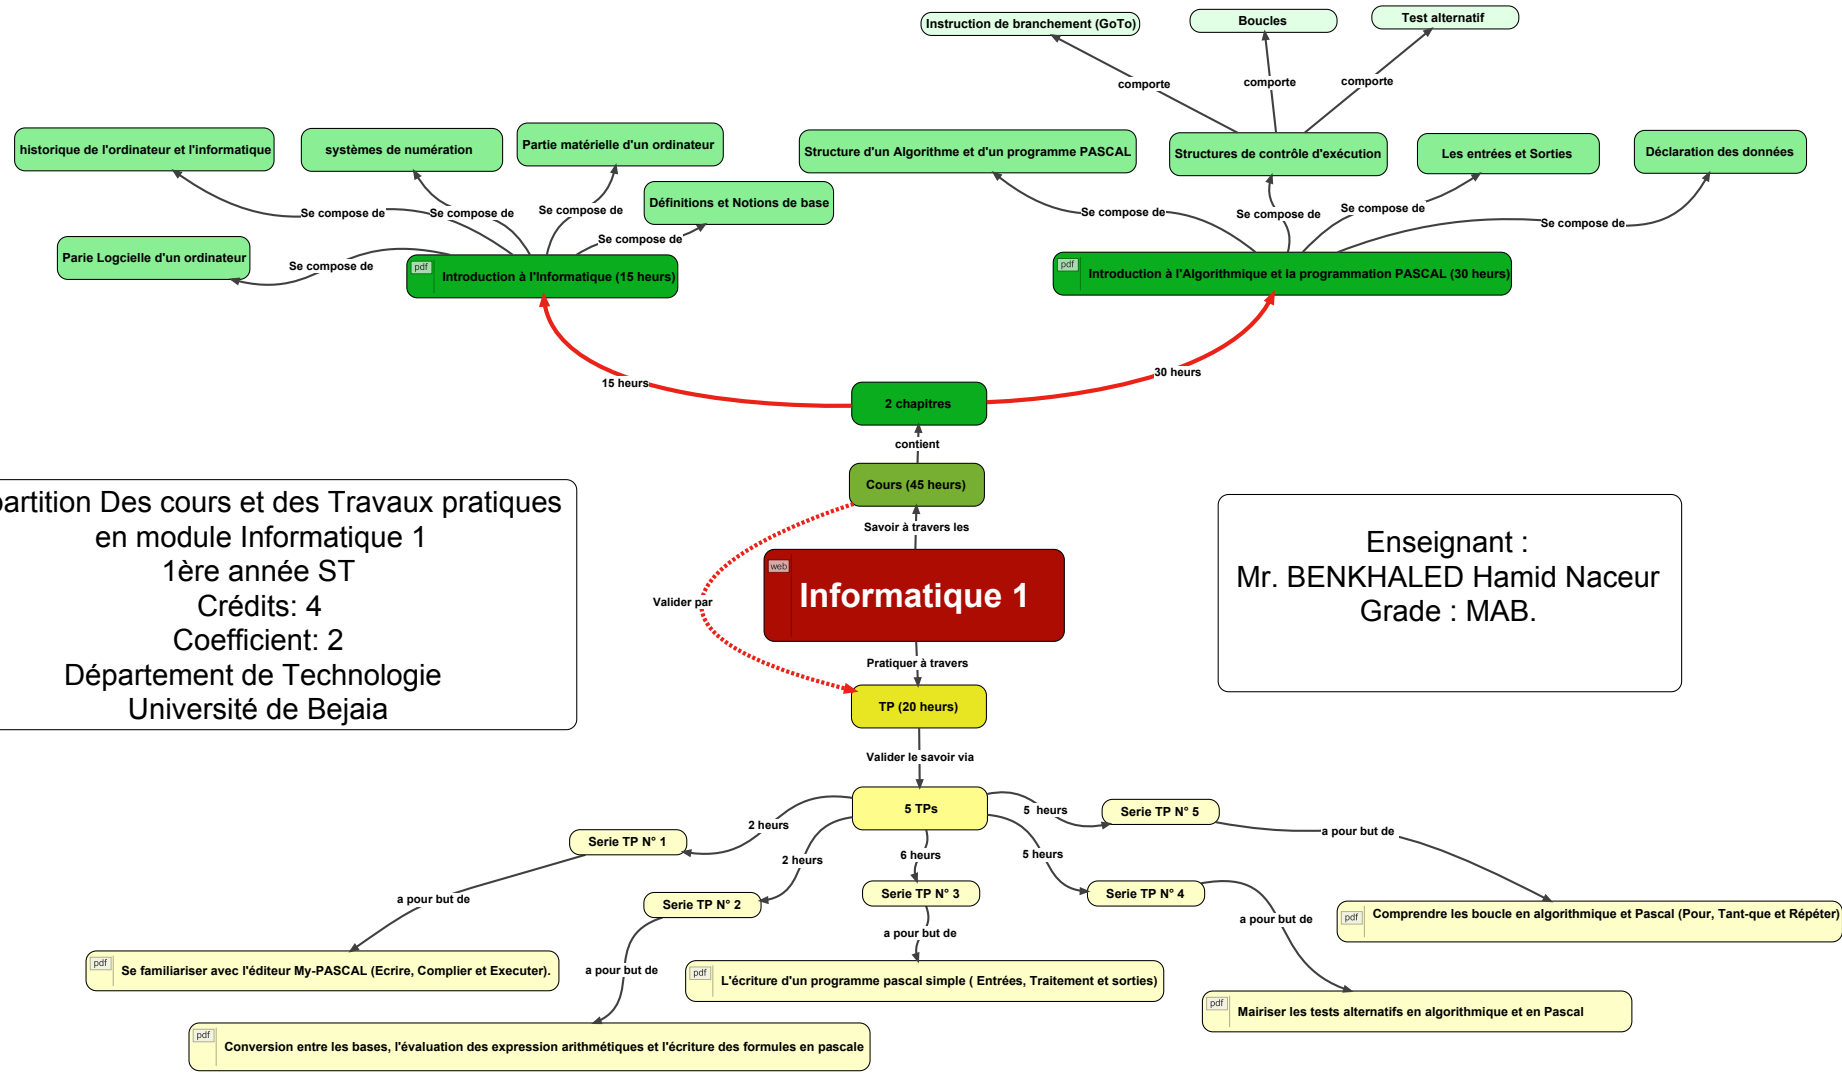 Instruction de branchement (GoTo)
Boucles
Test alternatif
comporte
comporte
comporte
historique de l'ordinateur et l'informatique
systèmes de numération
Partie matérielle d'un ordinateur
Définitions et Notions de base
Parie Logcielle d'un ordinateur
Structure d'un Algorithme et d'un programme PASCAL
Structures de contrôle d'exécution
Les entrées et Sorties
Déclaration des données
Se compose de
Se compose de
Se compose de
Se compose de
Se compose de
Se compose de
Se compose de
Se compose de
Se compose de
pdf
Introduction à l'Informatique (15 heurs)
pdf
Introduction à l'Algorithmique et la programmation PASCAL (30 heurs)
15 heurs
30 heurs
2 chapitres
contient
Cours (45 heurs)
Savoir à travers les
web
Informatique 1
Valider par
Pratiquer à travers
TP (20 heurs)
Valider le savoir via
5 TPs
partition Des cours et des Travaux pratiques
en module Informatique 1
1ère année ST
Crédits: 4
Coefficient: 2
Département de Technologie
Université de Bejaia
Enseignant :
Mr. BENKHALED Hamid Naceur
Grade : MAB.
2 heurs
2 heurs
6 heurs
5 heurs
5 heurs
Serie TP N° 1
Serie TP N° 2
Serie TP N° 3
Serie TP N° 4
Serie TP N° 5
a pour but de
a pour but de
a pour but de
a pour but de
a pour but de
pdf
Se familiariser avec l'éditeur My-PASCAL (Ecrire, Complier et Executer).
pdf
Conversion entre les bases, l'évaluation des expression arithmétiques et l'écriture des formules en pascale
pdf
L'écriture d'un programme pascal simple ( Entrées, Traitement et sorties)
pdf
Mairiser les tests alternatifs en algorithmique et en Pascal
pdf
Comprendre les boucle en algorithmique et Pascal (Pour, Tant-que et Répéter)